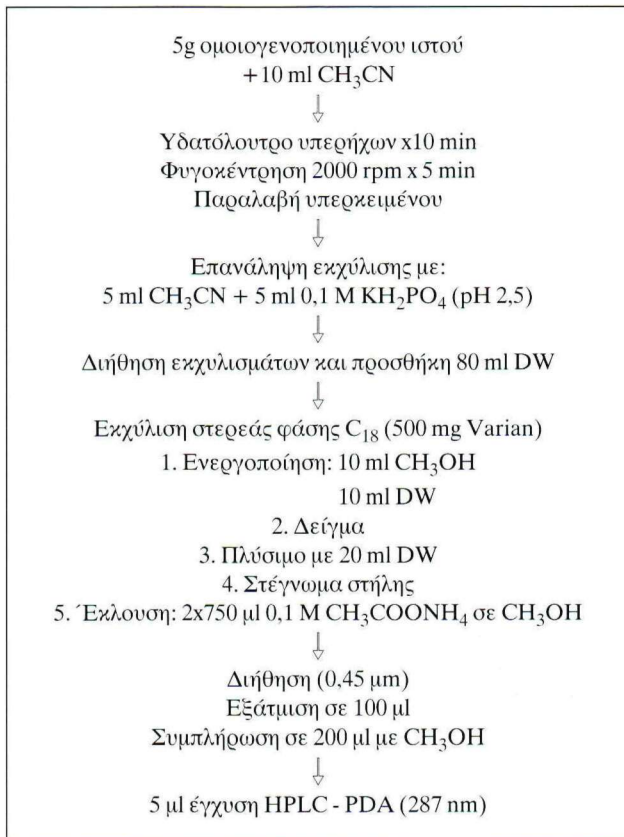 5g ομοιογενοποιημένου ιστού
+10 ml CH₃CN
⇩
Υδατόλουτρο υπερήχων x10 min
Φυγοκέντρηση 2000 rpm x 5 min
Παραλαβή υπερκειμένου
⇩
Επανάληψη εκχύλισης με:
5 ml CH₃CN + 5 ml 0,1 M KH₂PO₄ (pH 2,5)
⇩
Διήθηση εκχυλισμάτων και προσθήκη 80 ml DW
⇩
Εκχύλιση στερεάς φάσης C₁₈ (500 mg Varian)
1. Ενεργοποίηση: 10 ml CH₃OH
10 ml DW
2. Δείγμα
3. Πλύσιμο με 20 ml DW
4. Στέγνωμα στήλης
5. Έκλουση: 2x750 μl 0,1 M CH₃COONH₄ σε CH₃OH
⇩
Διήθηση (0,45 μm)
Εξάτμιση σε 100 μl
Συμπλήρωση σε 200 μl με CH₃OH
⇩
5 μl έγχυση HPLC - PDA (287 nm)